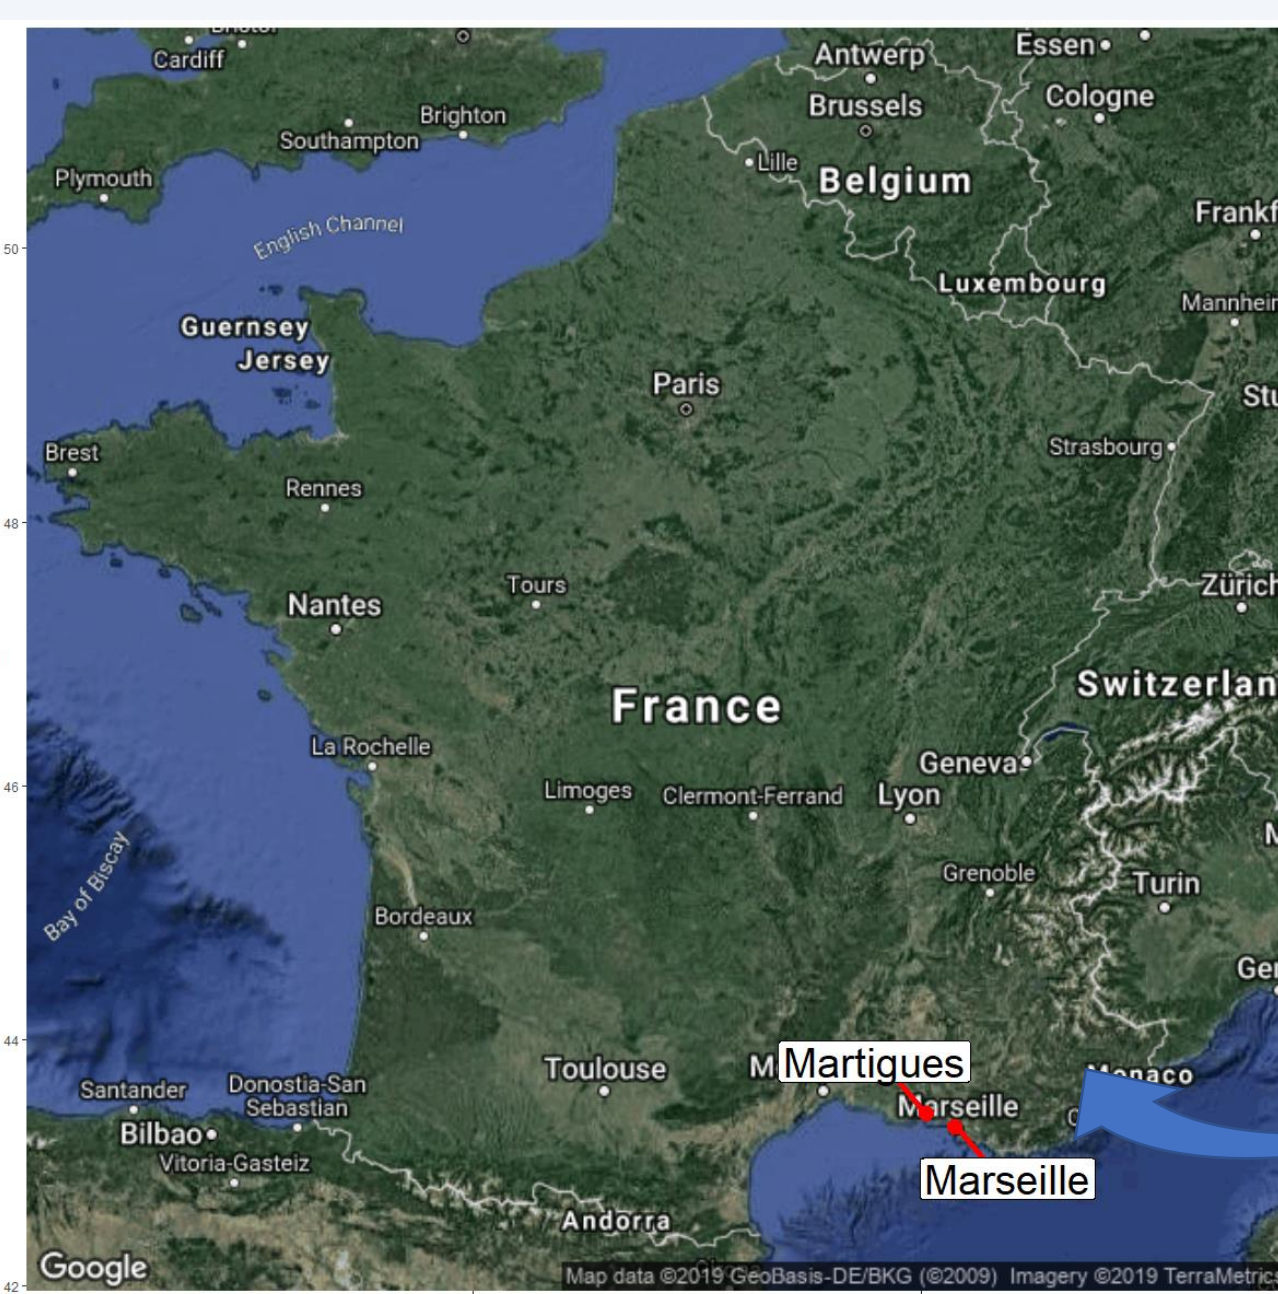 Cardiff
Antwerp
Essen
Brussels
Cologne
Brighton
Southampton
Lille
Plymouth
Belgium
Frankf
English Channel
50
Luxembourg
Mannheir
Guernsey
Jersey
Paris
Stu
Strasbourg
Brest
Rennes
48
Tours
Zürich
Nantes
Switzerlan
France
La Rochelle
Geneva
46
Limoges
Clermont-Ferrand
Lyon
Bay of Biscay
Grenoble
Turin
Bordeaux
Ger
44
Toulouse
Martigues
Monaco
Santander
Donostia-San
Sebastian
Marseille
Bilbao
Vitoria-Gasteiz
Marseille
Andorra
Google
Map data ©2019 GeoBasis-DE/BKG (©2009) Imagery ©2019 TerraMetrics
42